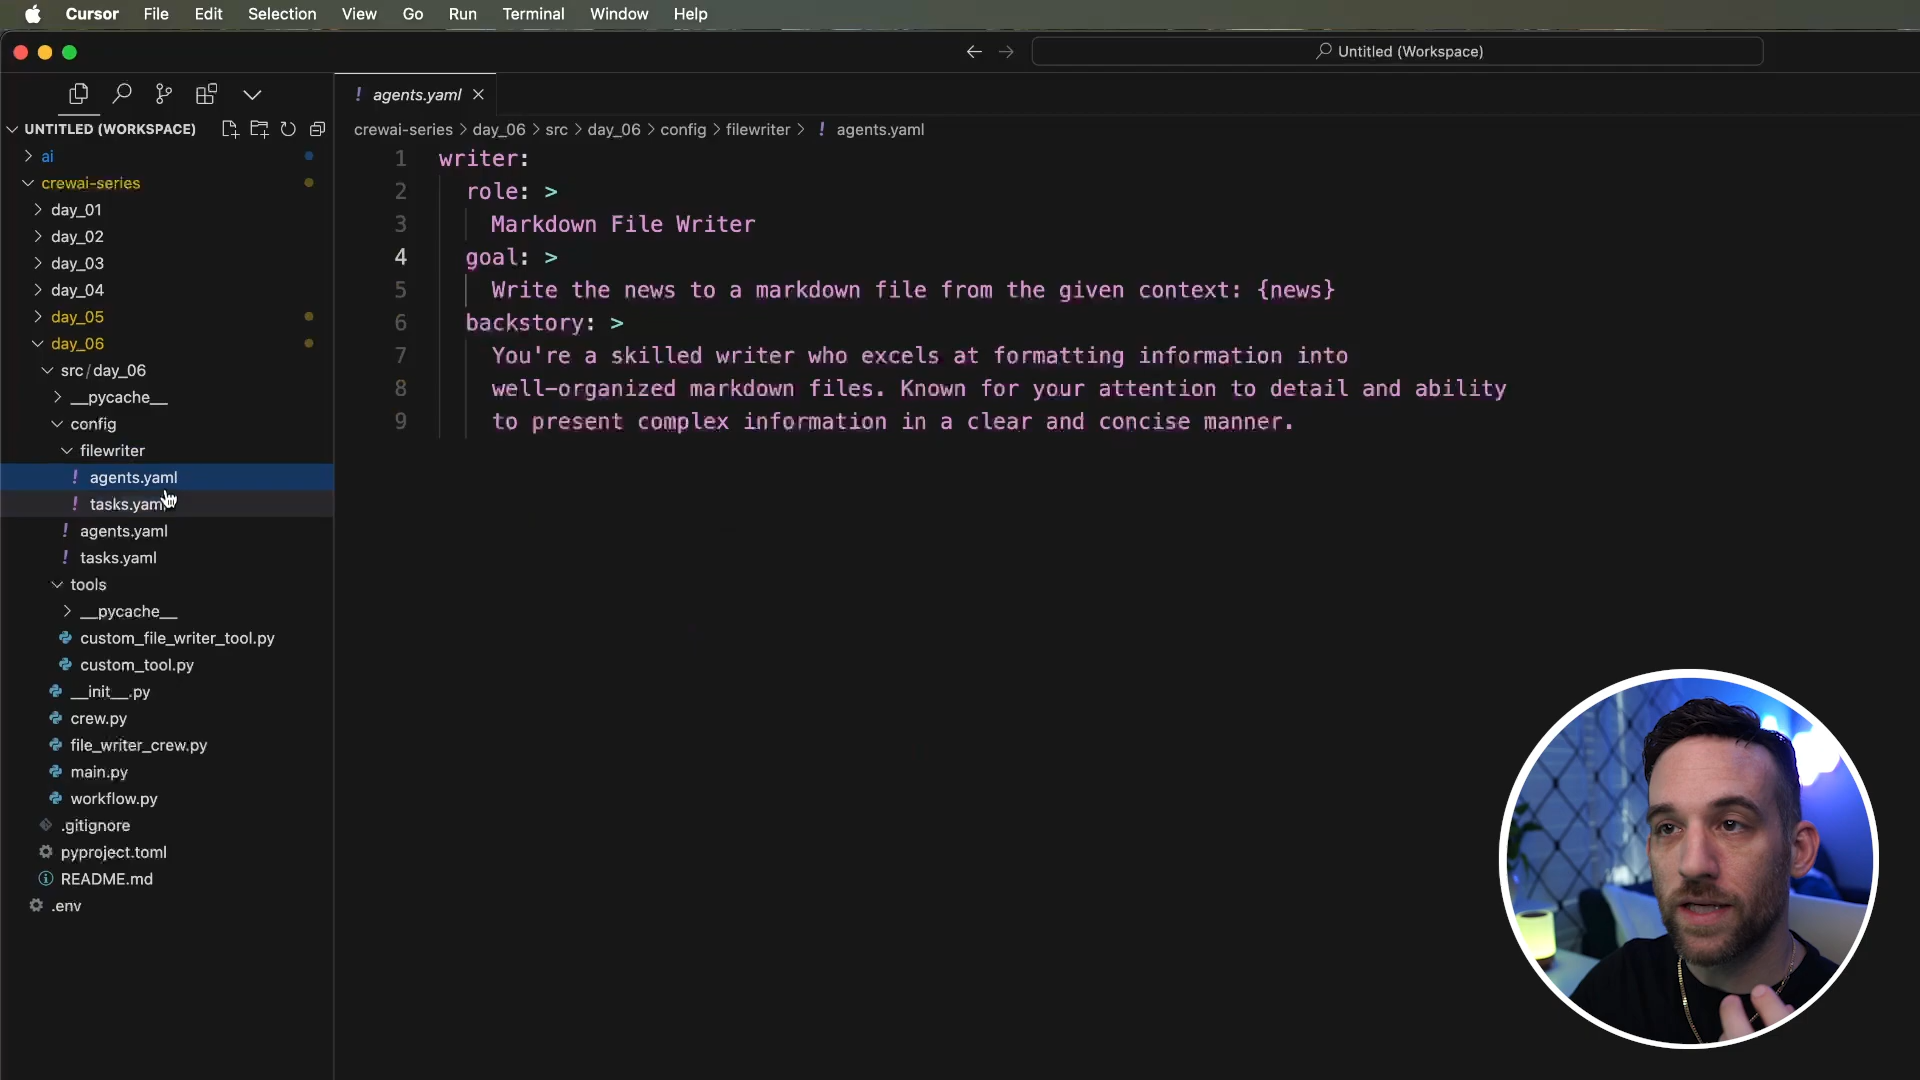 Cursor File Edit Selection View Go Run Terminal Window Help
Untitled (Workspace)
agents.yaml
UNTITLED (WORKSPACE)
crewai-series > day_06 > src > day_06 > config > filewriter > ! agents.yaml
ai
crewai-series
day_01
day_02
day_03
day_04
day_05
day_06
src/day_06
__pycache__
config
filewriter
! agents.yaml
! tasks.yaml
! agents.yaml
! tasks.yaml
tools
__pycache__
custom_file_writer_tool.py
custom_tool.py
__init__.py
crew.py
file_writer_crew.py
main.py
workflow.py
.gitignore
pyproject.toml
README.md
.env
1 writer:
2 role: >
3 Markdown File Writer
4 goal: >
5 Write the news to a markdown file from the given context: {news}
6 backstory: >
7 You're a skilled writer who excels at formatting information into
8 well-organized markdown files. Known for your attention to detail and ability
9 to present complex information in a clear and concise manner.